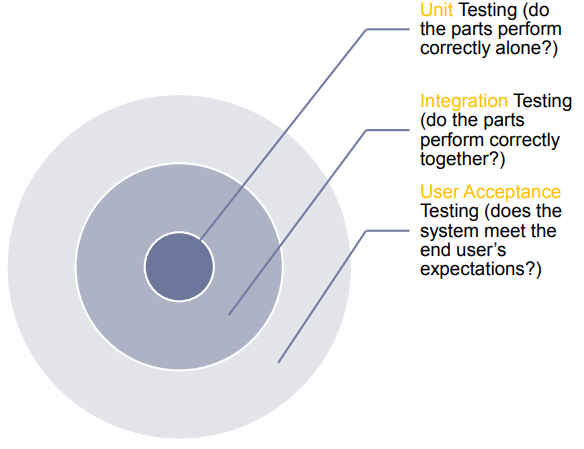 Unit Testing (do
the parts perform
correctly alone?)
Integration Testing
(do the parts
perform correctly
together?)
User Acceptance
Testing (does the
system meet the
end user’s
expectations?)